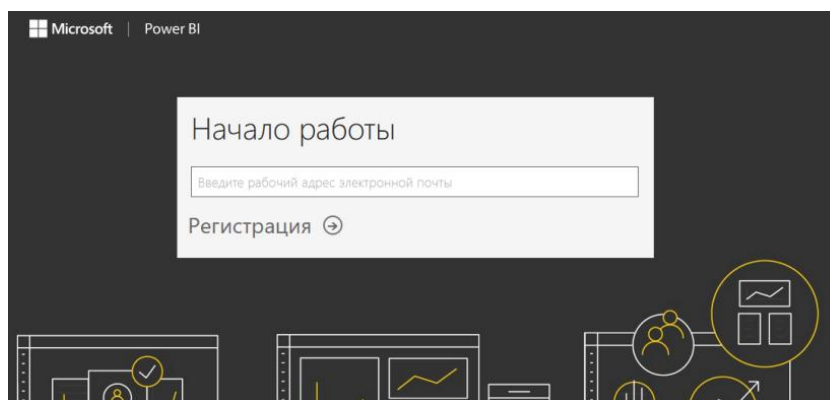 Microsoft | Power BI
Начало работы
Введите рабочий адрес электронной почты
Регистрация